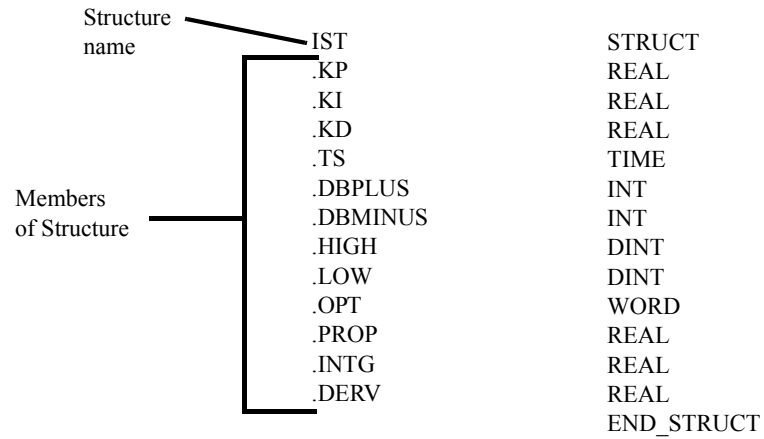 Structure
name
IST STRUCT
.KP REAL
.KI REAL
.KD REAL
.TS TIME
Members
of Structure
.DBPLUS INT
.DBMINUS INT
.HIGH DINT
.LOW DINT
.OPT WORD
.PROP REAL
.INTG REAL
.DERV REAL
END_STRUCT